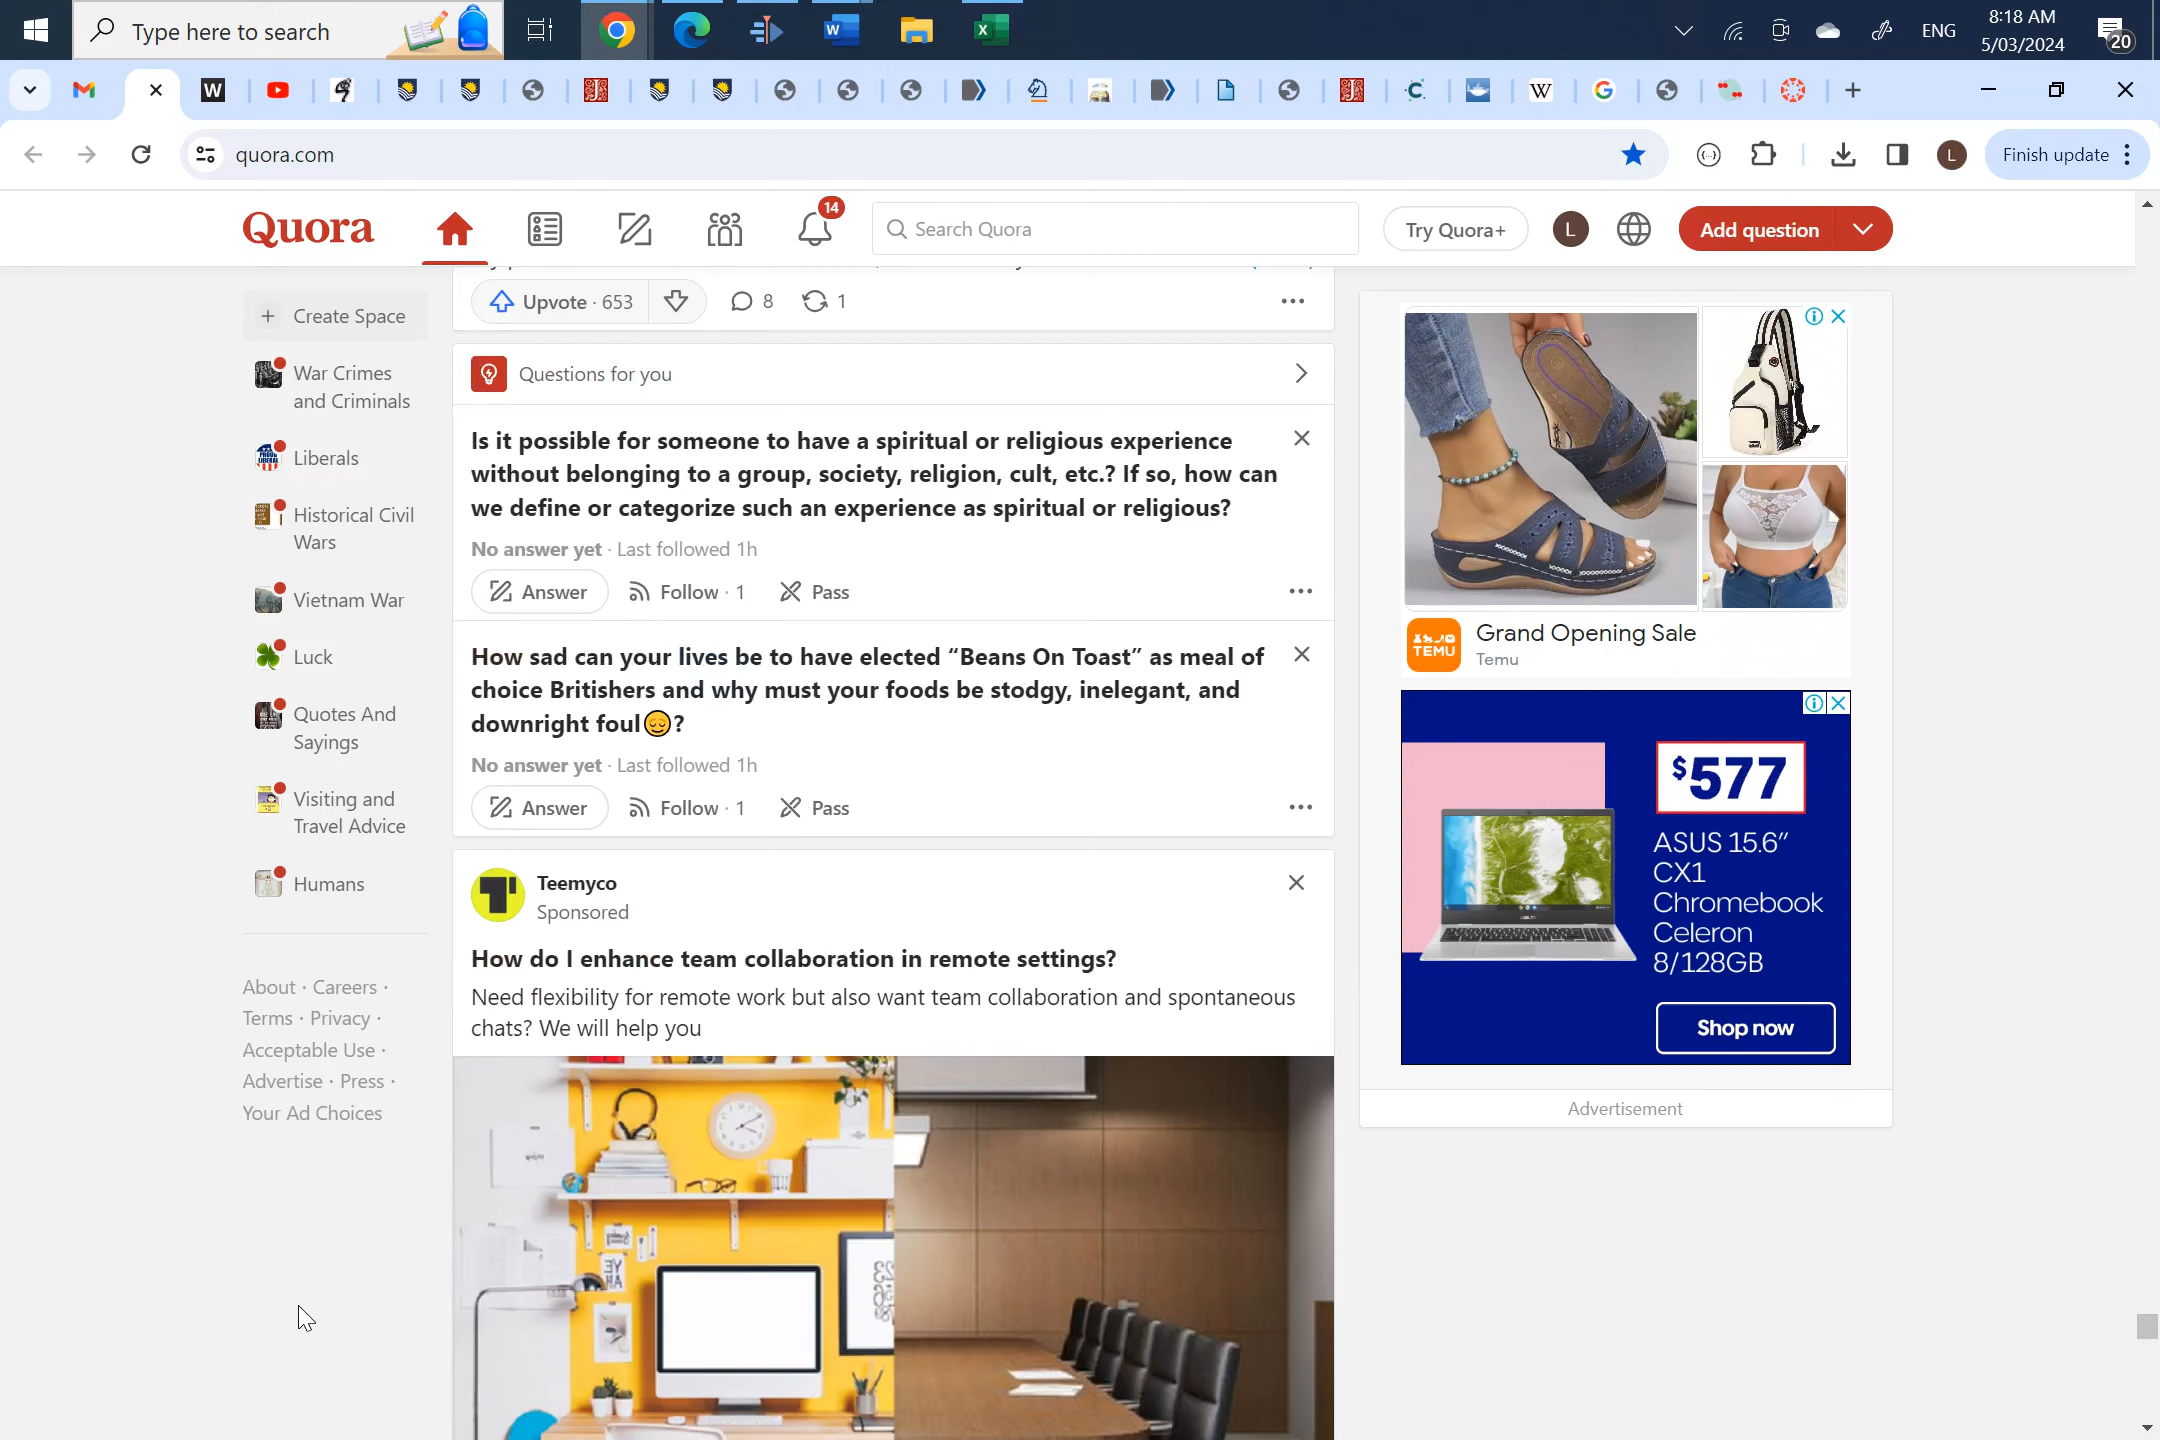 Type here to search
ENG
8:18 AM
5/03/2024
20
quora.com
L
Finish update
Quora
14
Search Quora
Try Quora+
L
Add question
Create Space
War Crimes
and Criminals
Liberals
Historical Civil
Wars
Vietnam War
Luck
Quotes And
Sayings
Visiting and
Travel Advice
Humans
About · Careers ·
Terms · Privacy ·
Acceptable Use ·
Advertise · Press ·
Your Ad Choices
Upvote · 653
8
1
Questions for you
Is it possible for someone to have a spiritual or religious experience
without belonging to a group, society, religion, cult, etc.? If so, how can
we define or categorize such an experience as spiritual or religious?
No answer yet · Last followed 1h
Answer
Follow · 1
Pass
How sad can your lives be to have elected “Beans On Toast” as meal of
choice Britishers and why must your foods be stodgy, inelegant, and
downright foul😌?
No answer yet · Last followed 1h
Answer
Follow · 1
Pass
Teemyco
Sponsored
How do I enhance team collaboration in remote settings?
Need flexibility for remote work but also want team collaboration and spontaneous
chats? We will help you
TEMU
Grand Opening Sale
Temu
$577
ASUS 15.6”
CX1
Chromebook
Celeron
8/128GB
Shop now
Advertisement